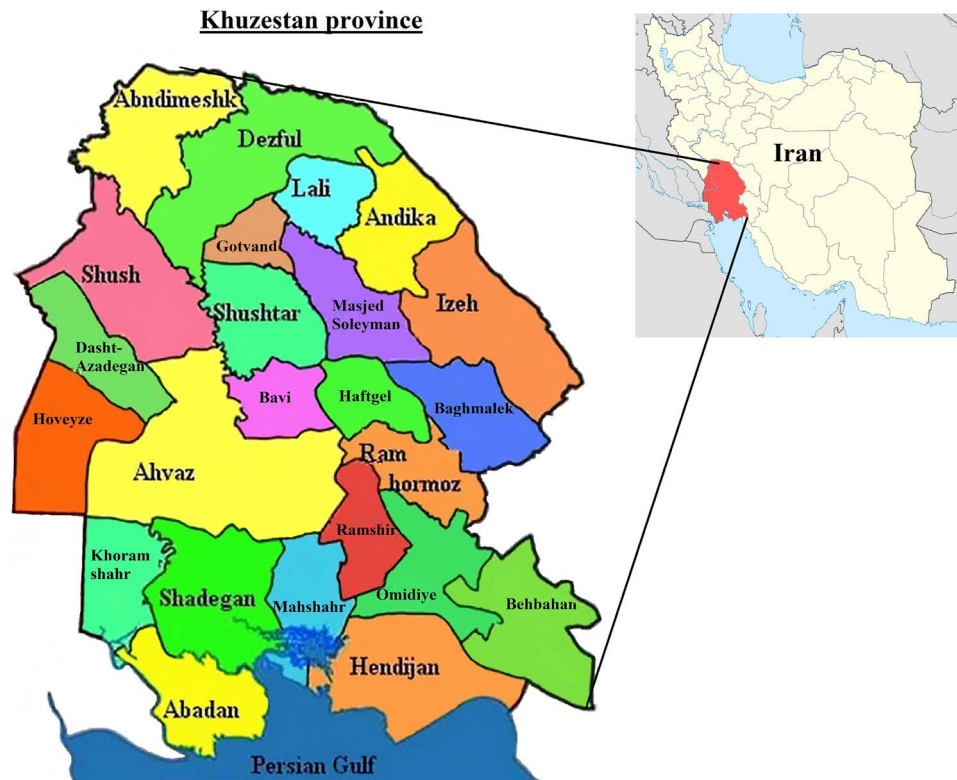 Khuzestan province
Abndimeshk
Dezful
Lali
Andika
Gotvand
Shush
Shushtar
Masjed
Soleyman
Izeh
Dasht-
Azadegan
Hoveyze
Bavi
Haftgel
Baghmalek
Ahvaz
Ram
hormoz
Ramshir
Khoram
shahr
Shadegan
Mahshahr
Omidiye
Behbahan
Hendijan
Abadan
Persian Gulf
Iran